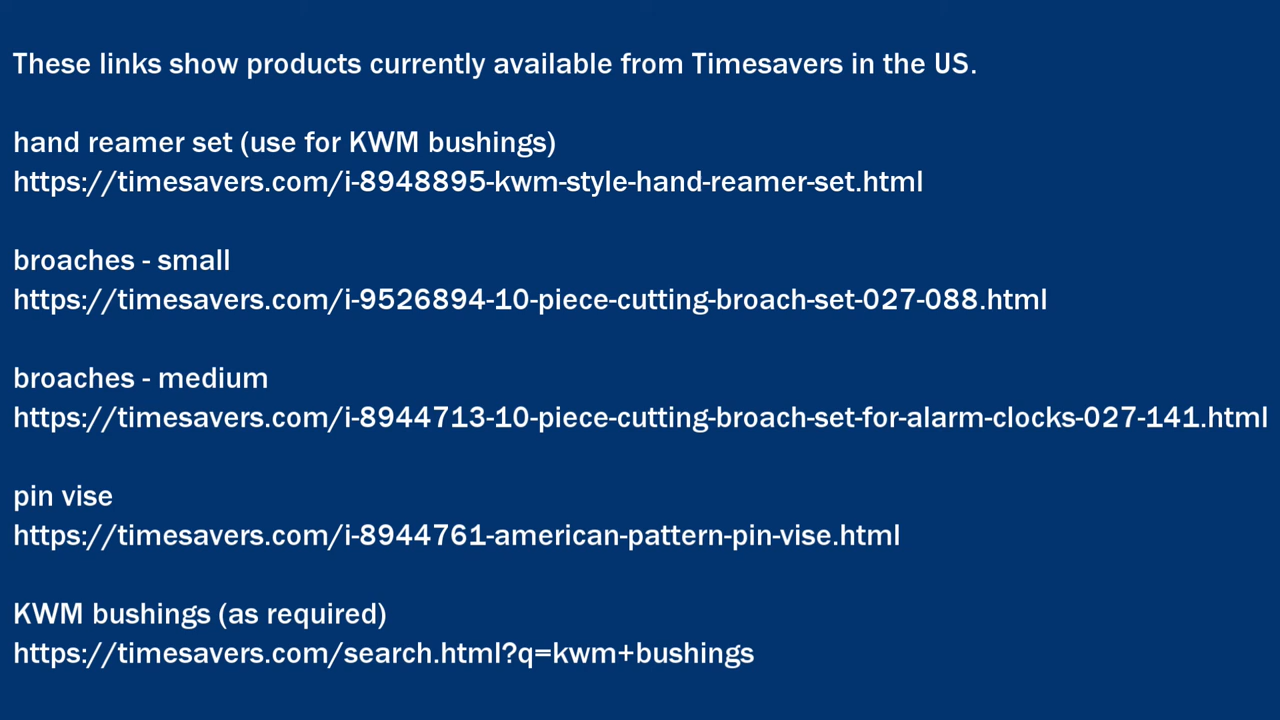 These links show products currently available from Timesavers in the US.
hand reamer set (use for KWM bushings)
https://timesavers.com/i-8948895-kwm-style-hand-reamer-set.html
broaches - small
https://timesavers.com/i-9526894-10-piece-cutting-broach-set-027-088.html
broaches - medium
https://timesavers.com/i-8944713-10-piece-cutting-broach-set-for-alarm-clocks-027-141.html
pin vise
https://timesavers.com/i-8944761-american-pattern-pin-vise.html
KWM bushings (as required)
https://timesavers.com/search.html?q=kwm+bushings